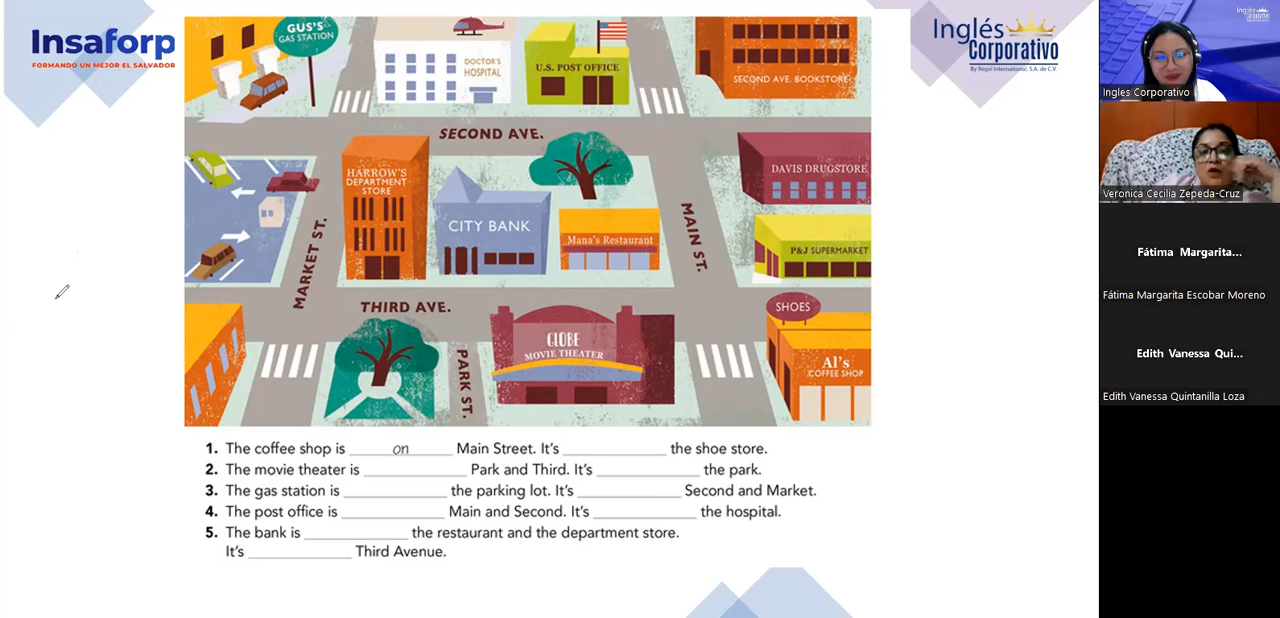 Insaforp
FORMANDO UN MEJOR EL SALVADOR
Inglés
Corporativo
By Regal International, S.A. de C.V.
GUS'S
GAS STATION
DOCTOR'S
HOSPITAL
U.S. POST OFFICE
SECOND AVE. BOOKSTORE
SECOND AVE.
HARROW'S
DEPARTMENT
STORE
CITY BANK
Mana's Restaurant
DAVIS DRUGSTORE
P&J SUPERMARKET
MARKET ST.
MAIN ST.
THIRD AVE.
PARK ST.
GLOBE
MOVIE THEATER
SHOES
Al's
COFFEE SHOP
1. The coffee shop is on Main Street. It's the shoe store.
2. The movie theater is Park and Third. It's the park.
3. The gas station is the parking lot. It's Second and Market.
4. The post office is Main and Second. It's the hospital.
5. The bank is the restaurant and the department store.
It's Third Avenue.
Ingles Corporativo
Veronica Cecilia Zepeda-Cruz
Fátima Margarita...
Fátima Margarita Escobar Moreno
Edith Vanessa Qui...
Edith Vanessa Quintanilla Loza